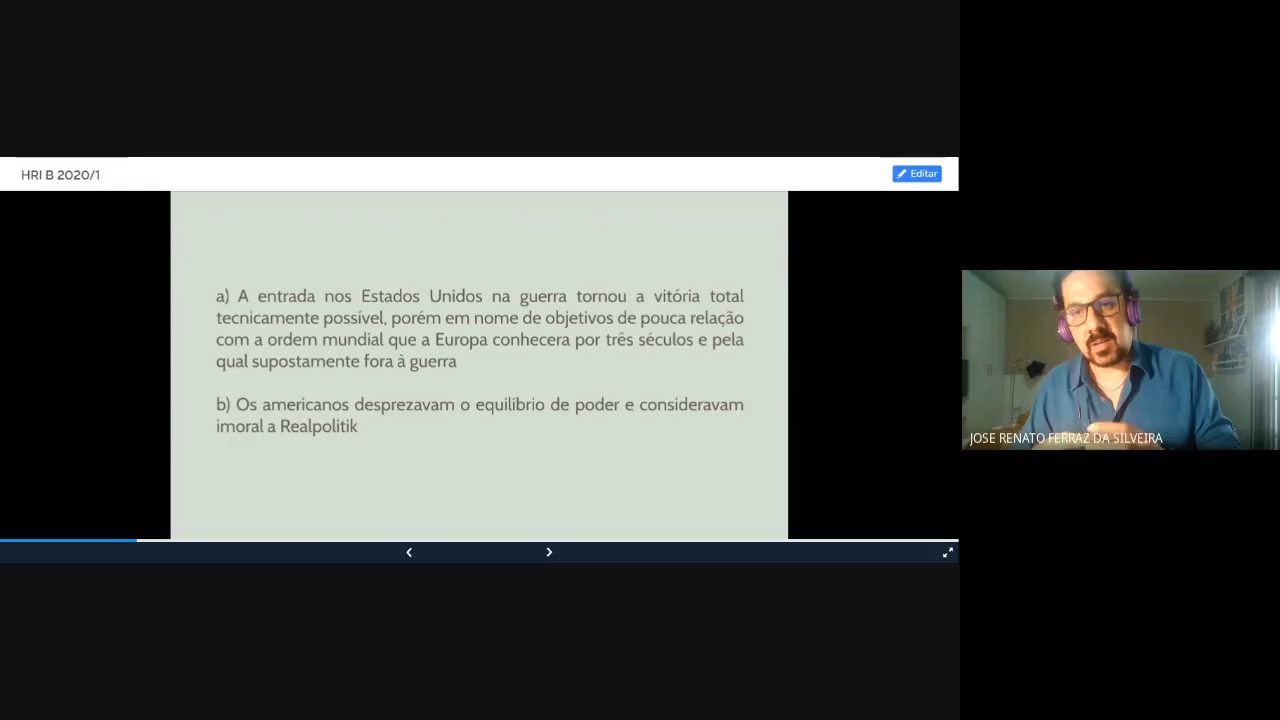 HRI B 2020/1
Editar
a) A entrada nos Estados Unidos na guerra tornou a vitória total
tecnicamente possível, porém em nome de objetivos de pouca relação
com a ordem mundial que a Europa conhecera por três séculos e pela
qual supostamente fora à guerra
b) Os americanos desprezavam o equilíbrio de poder e consideravam
imoral a Realpolitik
JOSE RENATO FERRAZ DA SILVEIRA